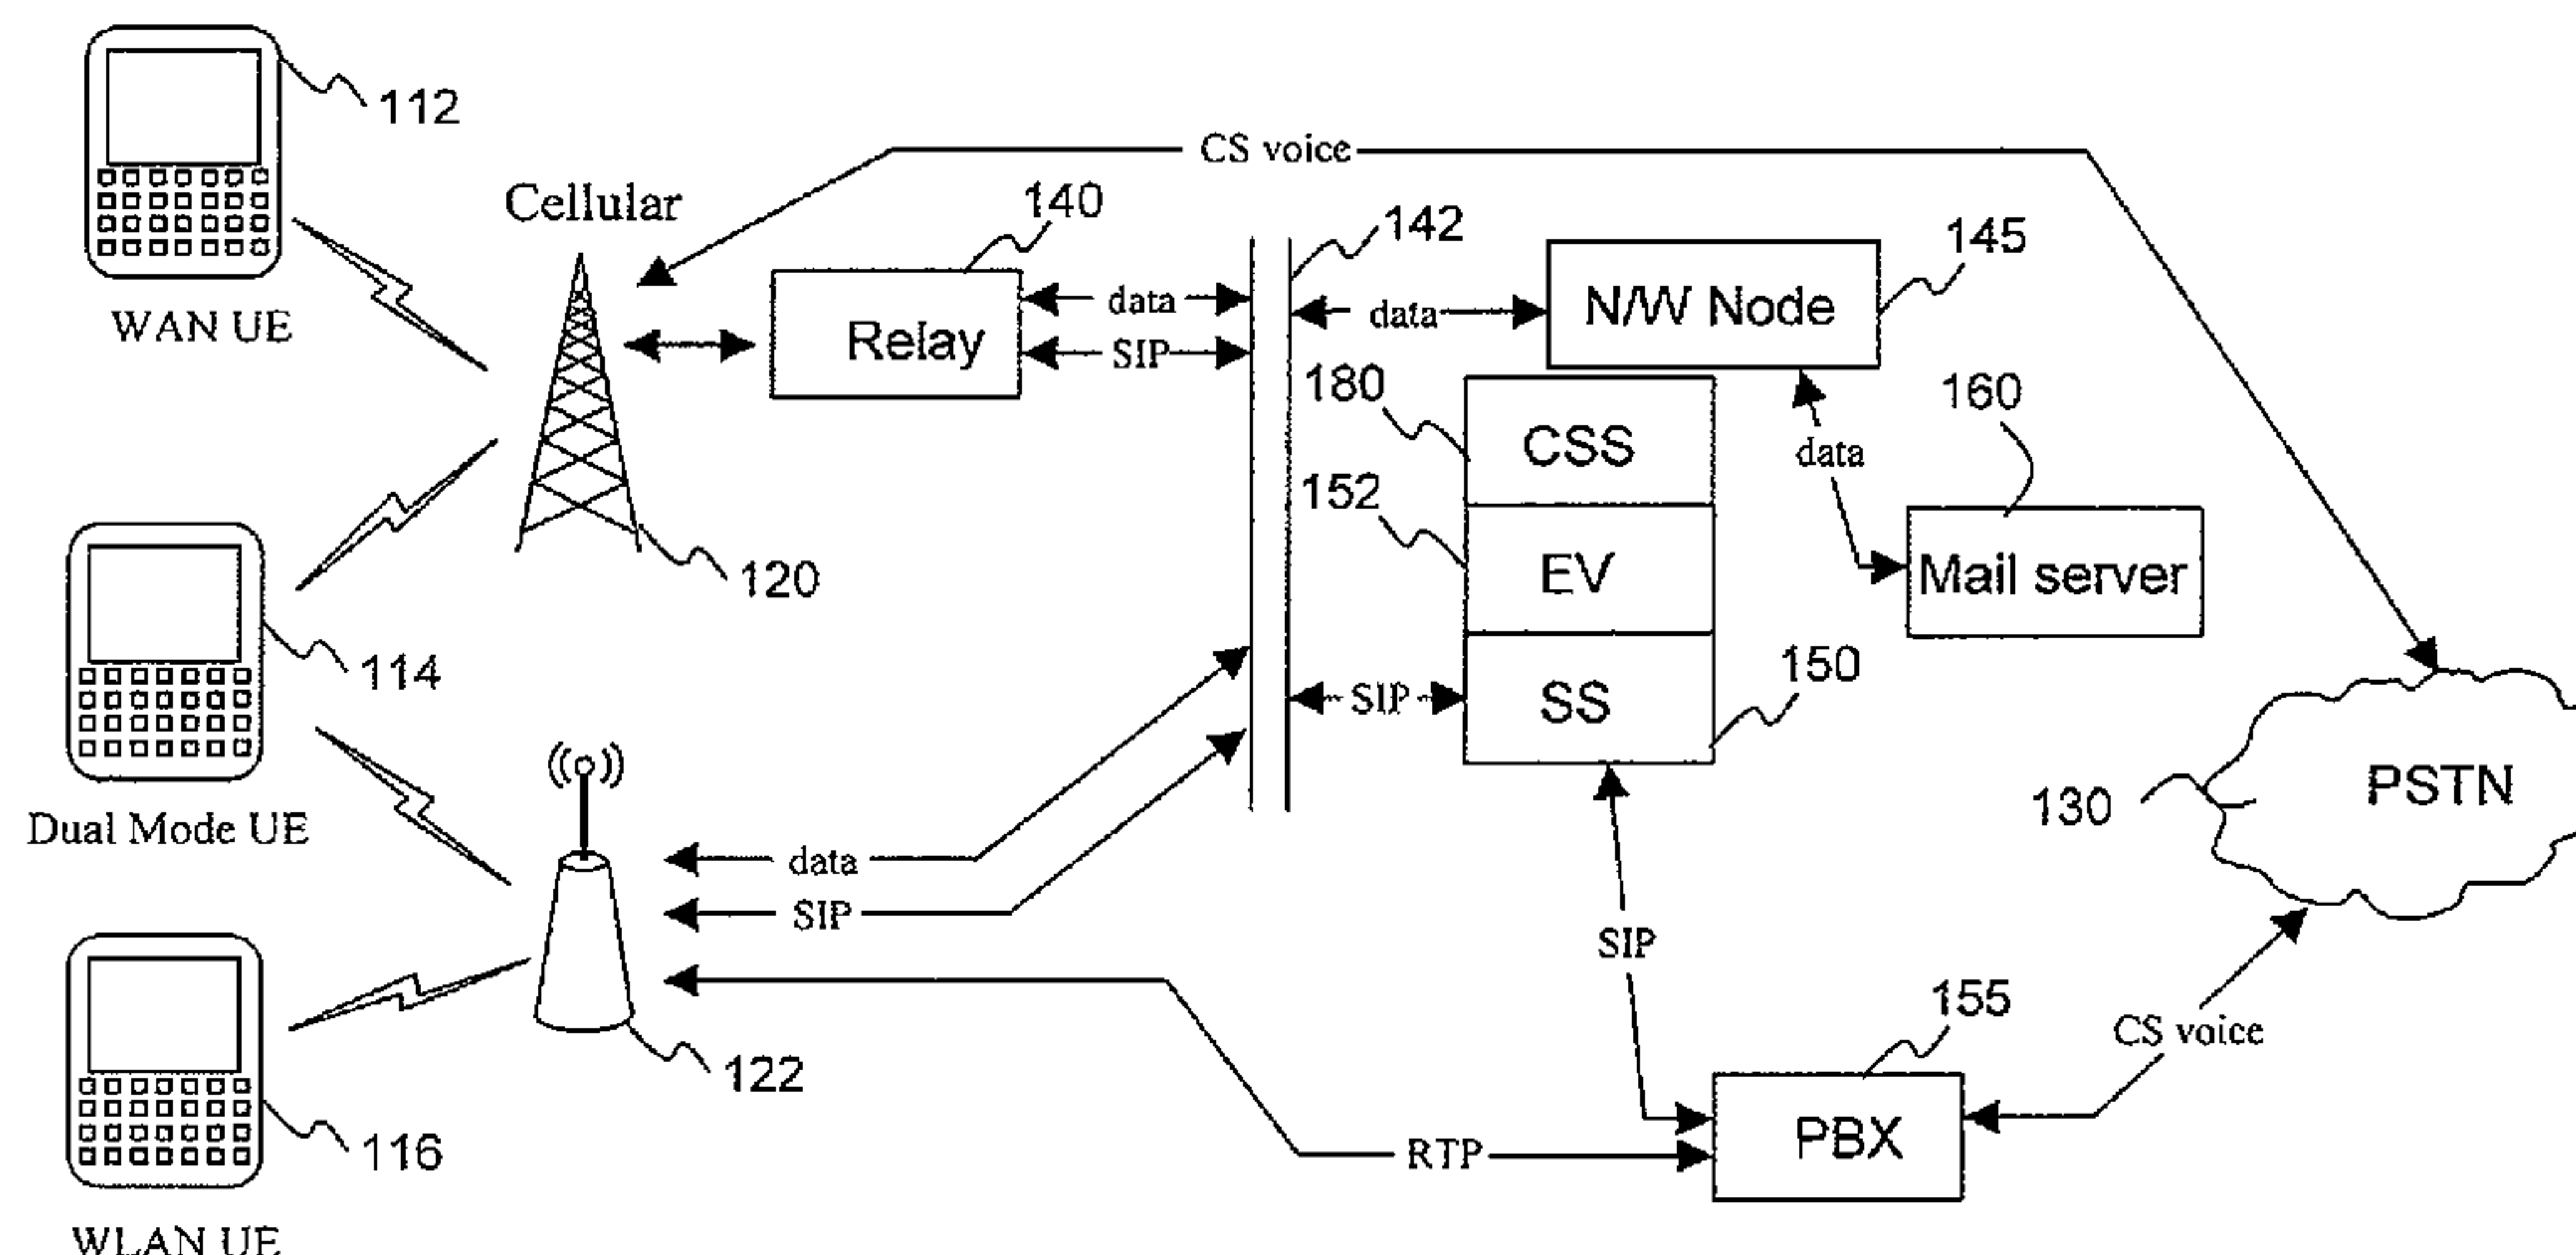 112
WAN UE
Cellular
CS voice
140
Relay
data
SIP
142
data
N/W Node
145
180
CSS
152
EV
SS
150
SIP
data
160
Mail server
120
114
Dual Mode UE
data
SIP
122
116
WLAN UE
RTP
SIP
155
PBX
CS voice
130
PSTN